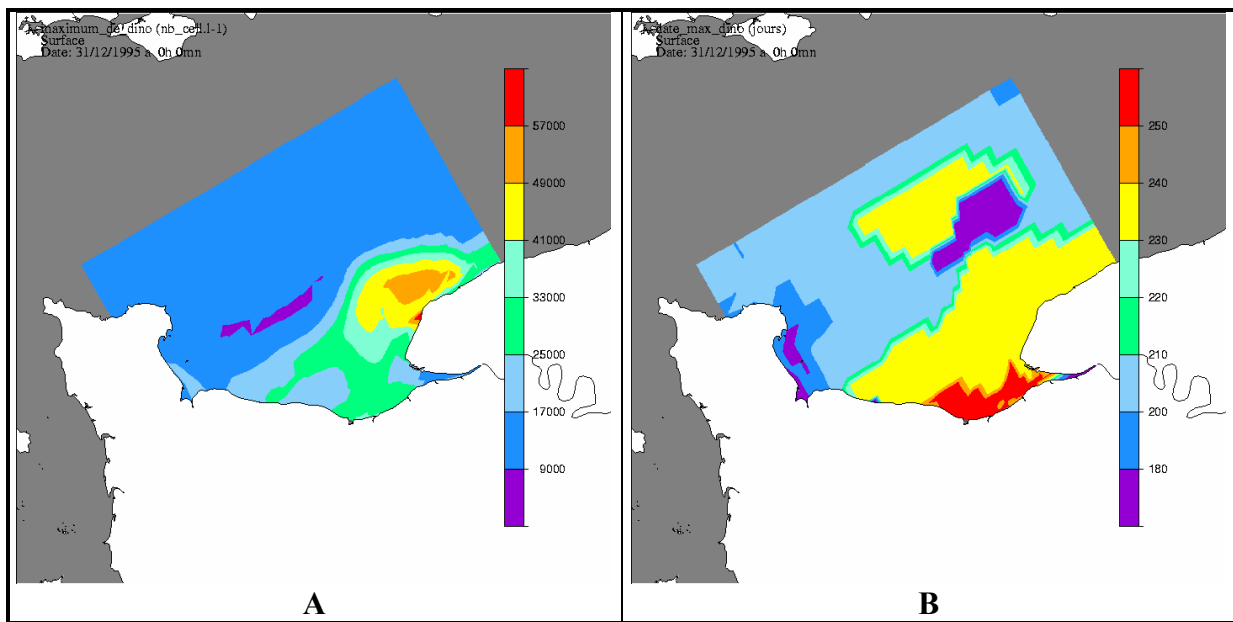 maximum_de_dino (nb_cell.l-1)
Surface
Date: 31/12/1995 a 0h 0mn
57000
49000
41000
33000
25000
17000
9000
A
date_max_dino (jours)
Surface
Date: 31/12/1995 a 0h 0mn
250
240
230
220
210
200
180
B